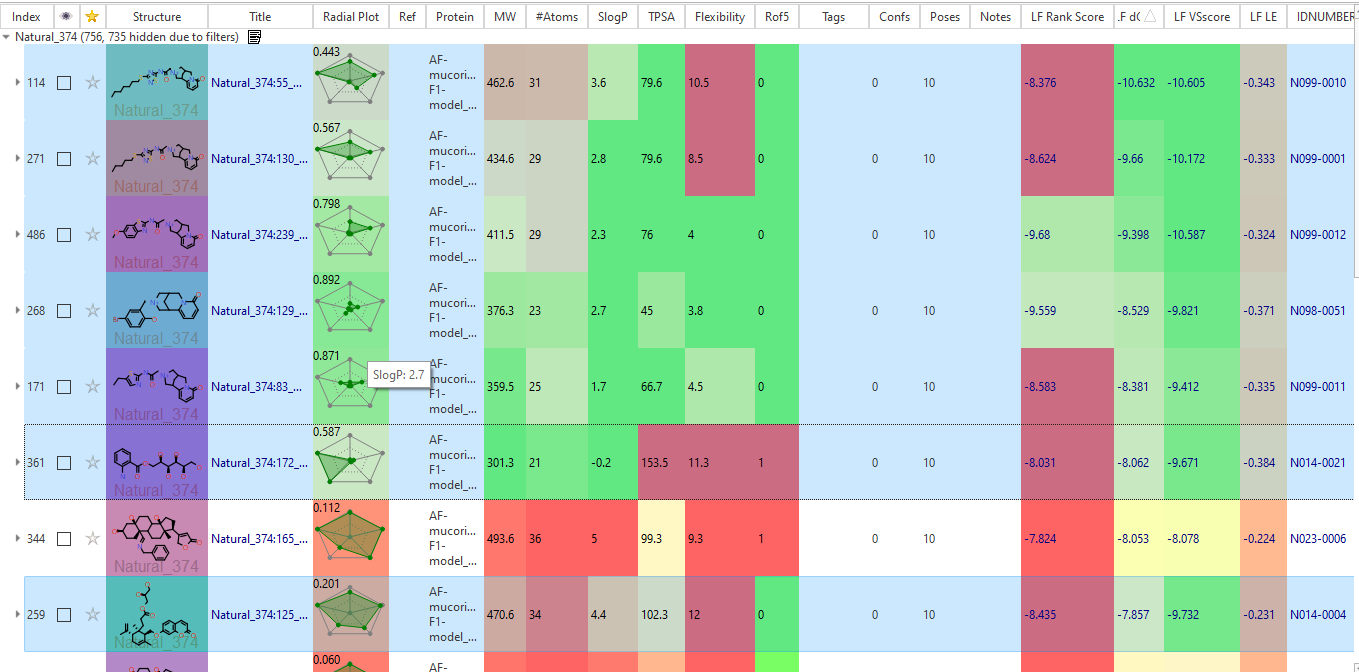 Index Structure Title Radial Plot Ref Protein MW #Atoms SlogP TPSA Flexibility Rof5 Tags Confs Poses Notes LF Rank Score LF dG LF VSscore LF LE IDNUMBER
Natural_374 (756, 735 hidden due to filters)
114 Natural_374 Natural_374:55_... 0.443 AF-mucori... F1-model_... 462.6 31 3.6 79.6 10.5 0 0 10 -8.376 -10.632 -10.605 -0.343 N099-0010
271 Natural_374 Natural_374:130_... 0.567 AF-mucori... F1-model_... 434.6 29 2.8 79.6 8.5 0 0 10 -8.624 -9.66 -10.172 -0.333 N099-0001
486 Natural_374 Natural_374:239_... 0.798 AF-mucori... F1-model_... 411.5 29 2.3 76 4 0 0 10 -9.68 -9.398 -10.587 -0.324 N099-0012
268 Natural_374 Natural_374:129_... 0.892 AF-mucori... F1-model_... 376.3 23 2.7 45 3.8 0 0 10 -9.559 -8.529 -9.821 -0.371 N098-0051
171 Natural_374 Natural_374:83_... 0.871 SlogP: 2.7 AF-mucori... F1-model_... 359.5 25 1.7 66.7 4.5 0 0 10 -8.583 -8.381 -9.412 -0.335 N099-0011
361 Natural_374 Natural_374:172_... 0.587 AF-mucori... F1-model_... 301.3 21 -0.2 153.5 11.3 1 0 10 -8.031 -8.062 -9.671 -0.384 N014-0021
344 Natural_374 Natural_374:165_... 0.112 AF-mucori... F1-model_... 493.6 36 5 99.3 9.3 1 0 10 -7.824 -8.053 -8.078 -0.224 N023-0006
259 Natural_374 Natural_374:125_... 0.201 AF-mucori... F1-model_... 470.6 34 4.4 102.3 12 0 0 10 -8.435 -7.857 -9.732 -0.231 N014-0004
0.060 AF-